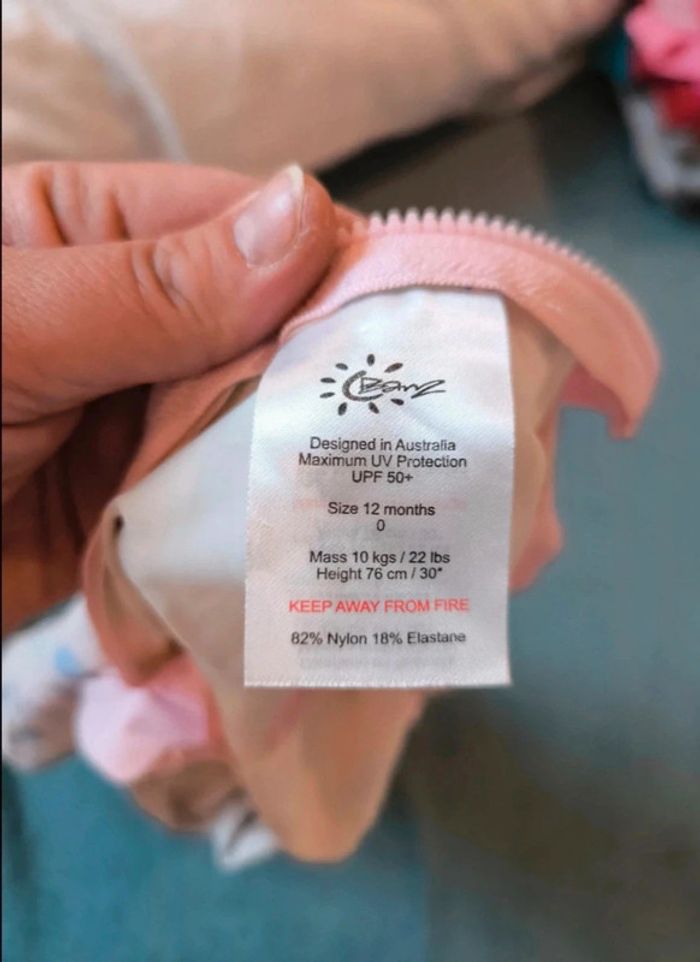 Banz
Designed in Australia
Maximum UV Protection
UPF 50+
Size 12 months
0
Mass 10 kgs / 22 lbs
Height 76 cm / 30"
KEEP AWAY FROM FIRE
82% Nylon 18% Elastane